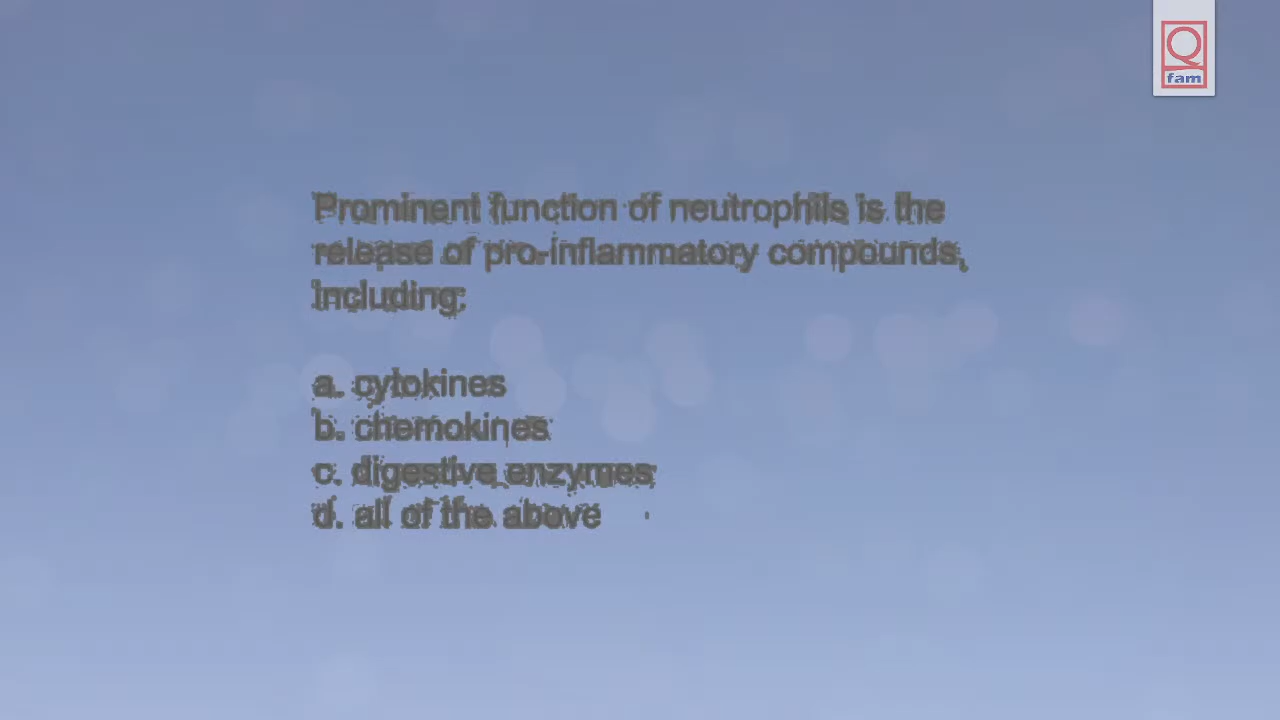 Q
fam
Prominent function of neutrophils is the
release of pro-inflammatory compounds,
including:
a. cytokines
b. chemokines
c. digestive enzymes
d. all of the above